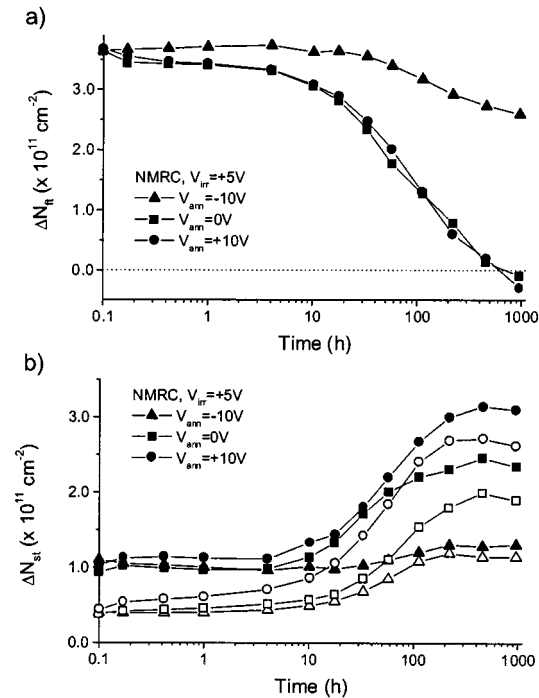 a)
3.0
2.0
1.0
0.0
ΔN_ft (x 10^11 cm^-2)
NMRC, V_irr=+5V
V_ann=-10V
V_ann=0V
V_ann=+10V
0.1 1 10 100 1000
Time (h)
b)
3.0
2.0
1.0
0.0
ΔN_st (x 10^11 cm^-2)
NMRC, V_irr=+5V
V_ann=-10V
V_ann=0V
V_ann=+10V
0.1 1 10 100 1000
Time (h)